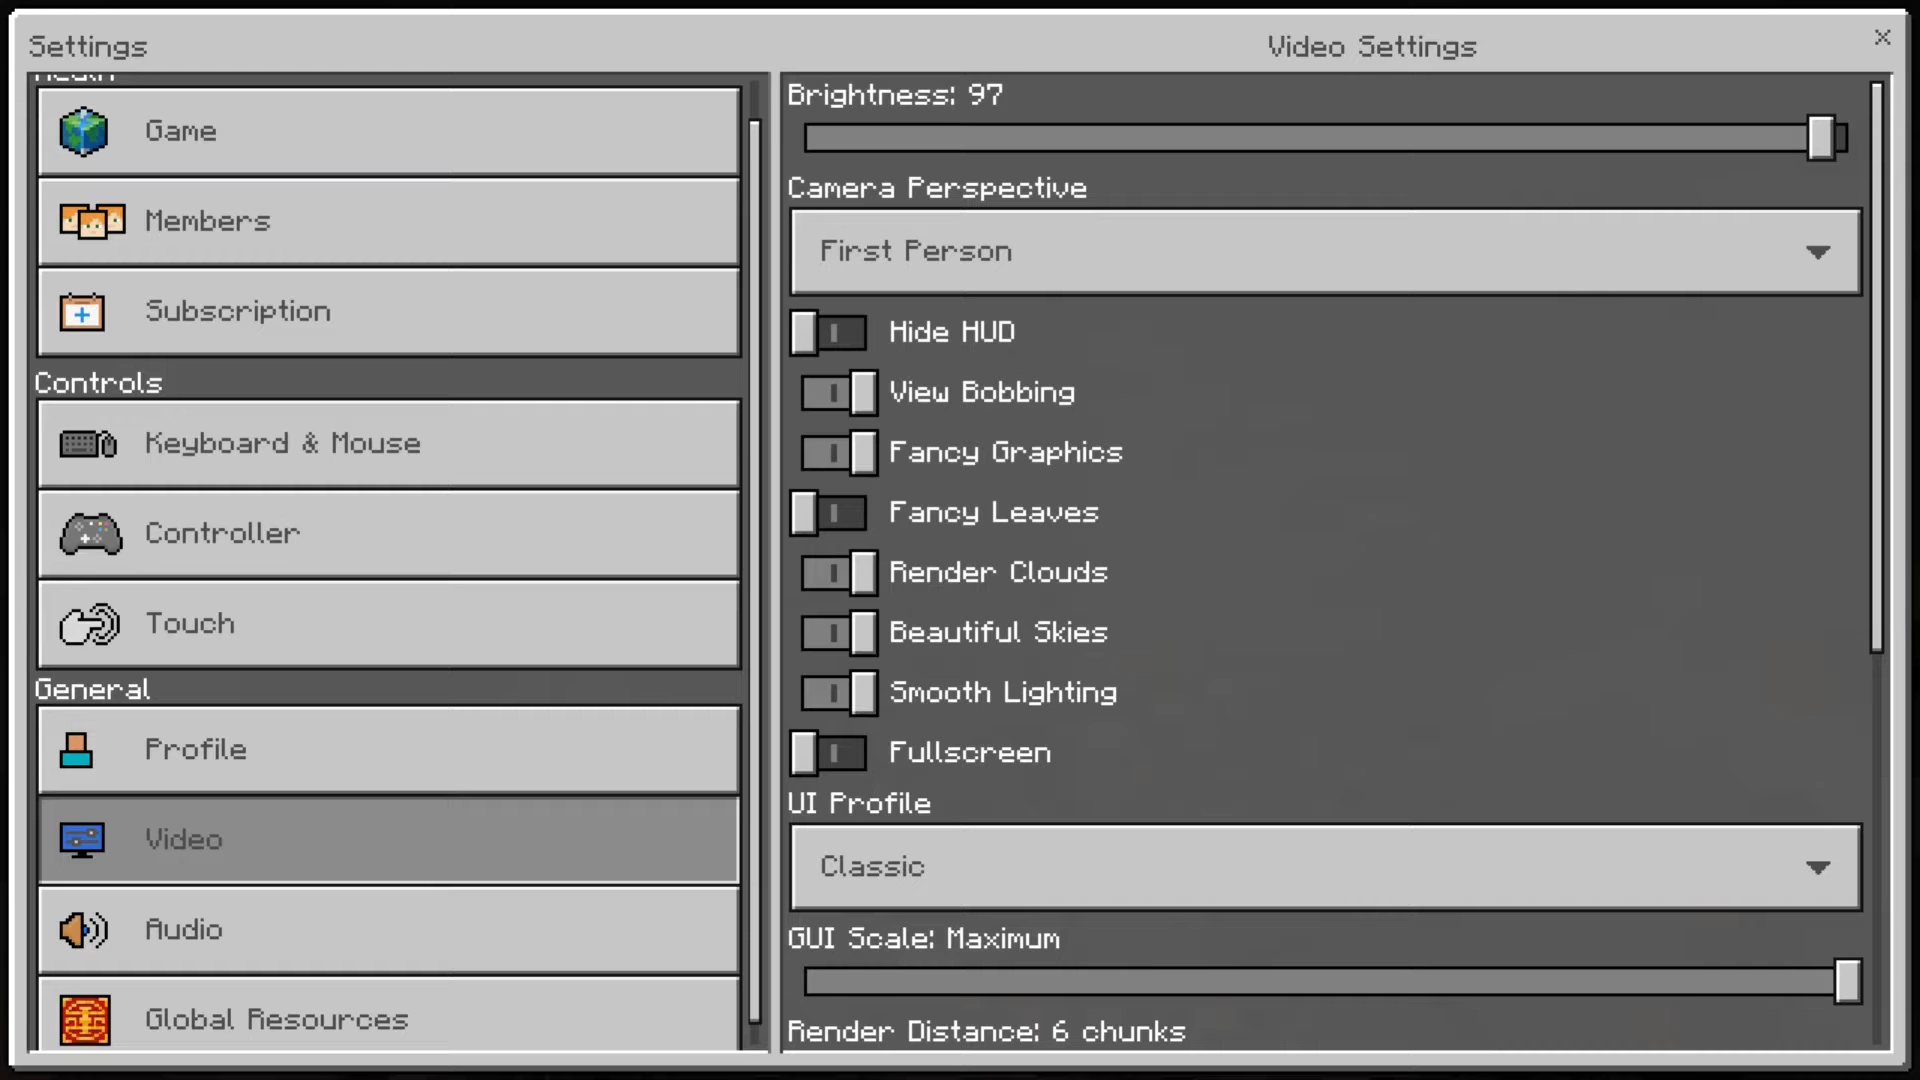 Settings
Video Settings
Game
Members
Subscription
Controls
Keyboard & Mouse
Controller
Touch
General
Profile
Video
Audio
Global Resources
Brightness: 97
Camera Perspective
First Person
Hide HUD
View Bobbing
Fancy Graphics
Fancy Leaves
Render Clouds
Beautiful Skies
Smooth Lighting
Fullscreen
UI Profile
Classic
GUI Scale: Maximum
Render Distance: 6 chunks